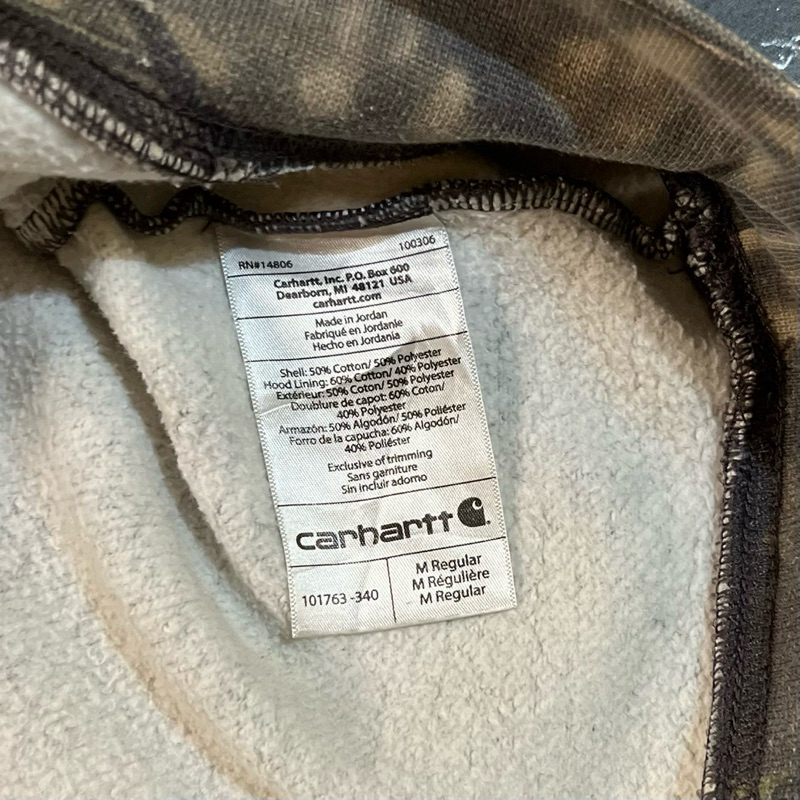 RN#14806 100306
Carhartt, Inc. P.O. Box 600
Dearborn, MI 48121 USA
carhartt.com
Made in Jordan
Fabriqué en Jordanie
Hecho en Jordania
Shell: 50% Cotton/ 50% Polyester
Hood Lining: 60% Cotton/ 40% Polyester
Extérieur: 50% Coton/ 50% Polyester
Doublure de capot: 60% Coton/
40% Polyester
Armazón: 50% Algodón/ 50% Poliéster
Forro de la capucha: 60% Algodón/
40% Poliéster
Exclusive of trimming
Sans garniture
Sin incluir adorno
carhartt
101763 -340
M Regular
M Régulière
M Regular